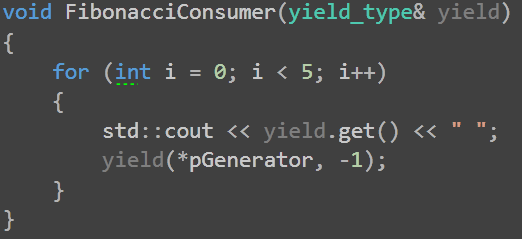 void FibonacciConsumer(yield_type& yield)
{
    for (int i = 0; i < 5; i++)
    {
        std::cout << yield.get() << " ";
        yield(*pGenerator, -1);
    }
}